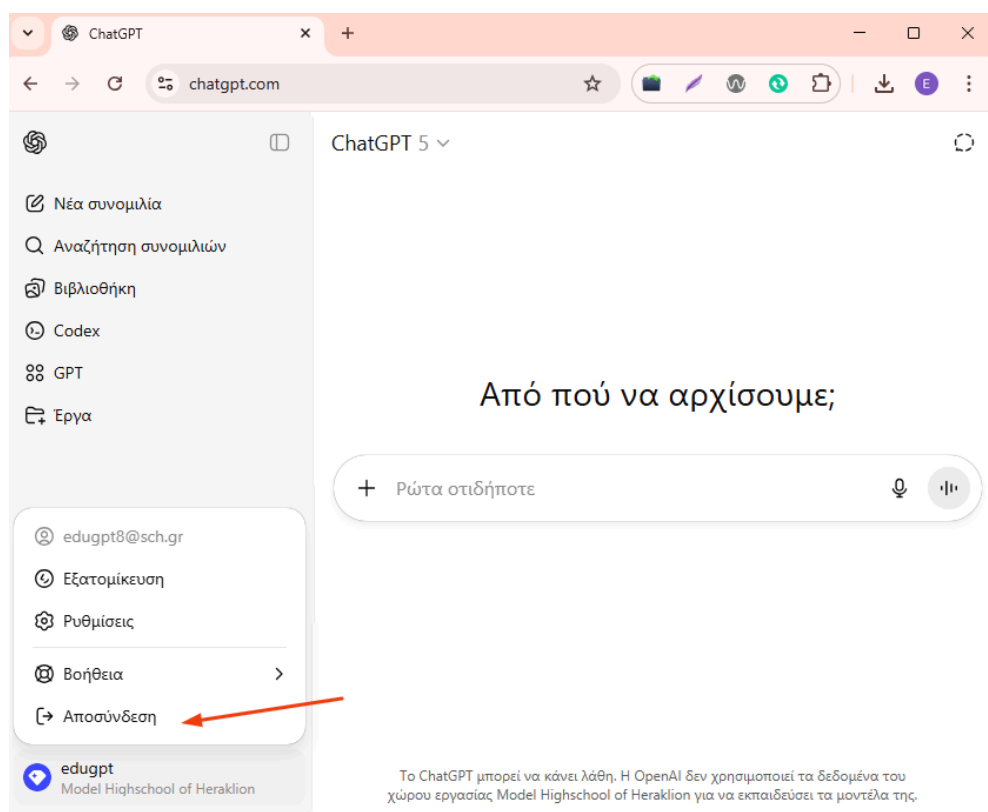 ChatGPT
chatgpt.com
E
ChatGPT 5
Νέα συνομιλία
Αναζήτηση συνομιλιών
Βιβλιοθήκη
Codex
GPT
Έργα
Από πού να αρχίσουμε;
Ρώτα οτιδήποτε
edugpt8@sch.gr
Εξατομίκευση
Ρυθμίσεις
Βοήθεια
Αποσύνδεση
edugpt
Model Highschool of Heraklion
Το ChatGPT μπορεί να κάνει λάθη. Η OpenAI δεν χρησιμοποιεί τα δεδομένα του
χώρου εργασίας Model Highschool of Heraklion για να εκπαιδεύσει τα μοντέλα της.